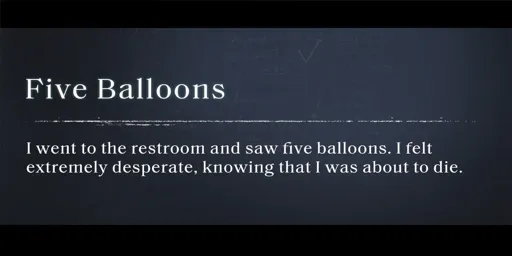 Five Balloons
I went to the restroom and saw five balloons. I felt
extremely desperate, knowing that I was about to die.